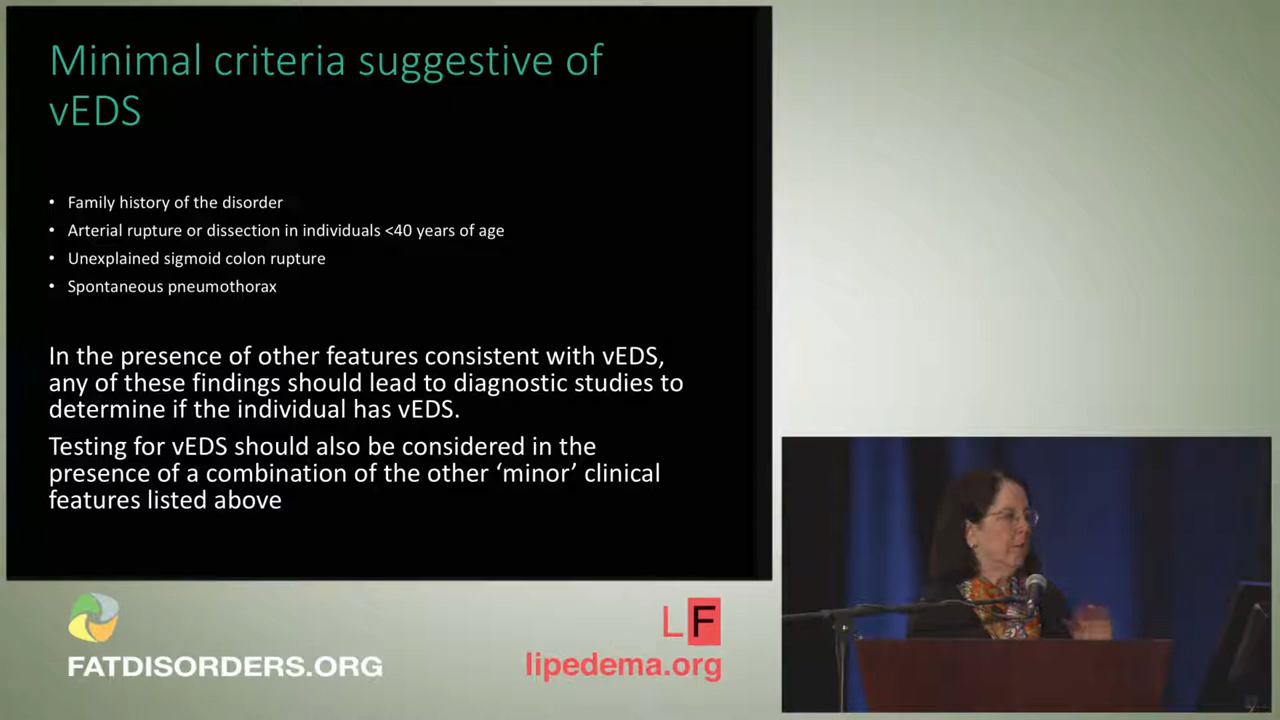 Minimal criteria suggestive of
vEDS
• Family history of the disorder
• Arterial rupture or dissection in individuals <40 years of age
• Unexplained sigmoid colon rupture
• Spontaneous pneumothorax
In the presence of other features consistent with vEDS,
any of these findings should lead to diagnostic studies to
determine if the individual has vEDS.
Testing for vEDS should also be considered in the
presence of a combination of the other ‘minor’ clinical
features listed above
FATDISORDERS.ORG
LF
lipedema.org